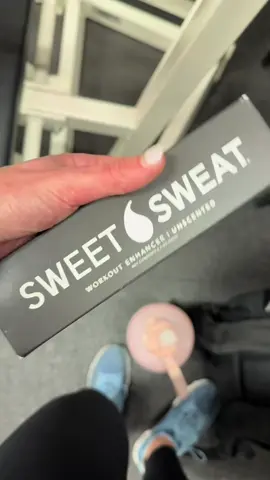 SWEET SWEAT®
WORKOUT ENHANCER | UNSCENTED